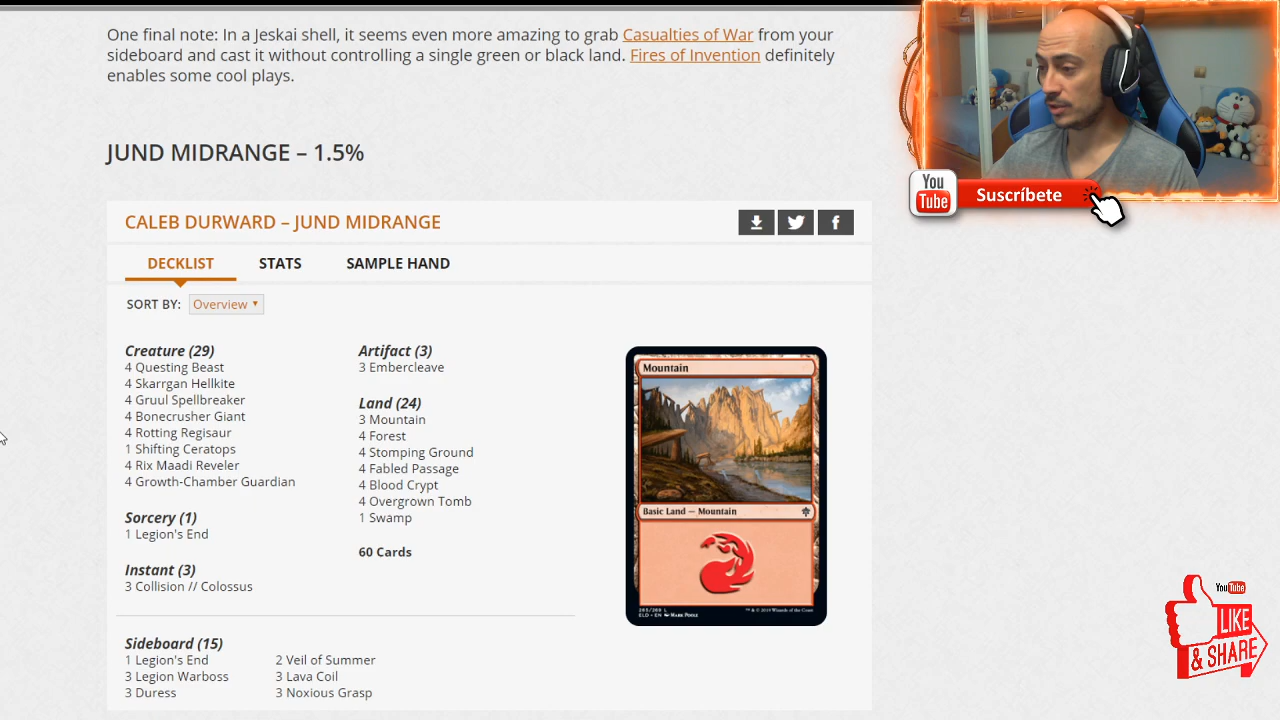 One final note: In a Jeskai shell, it seems even more amazing to grab Casualties of War from your
sideboard and cast it without controlling a single green or black land. Fires of Invention definitely
enables some cool plays.
JUND MIDRANGE – 1.5%
CALEB DURWARD – JUND MIDRANGE
DECKLIST
STATS
SAMPLE HAND
SORT BY: Overview
Creature (29)
4 Questing Beast
4 Skarrgan Hellkite
4 Gruul Spellbreaker
4 Bonecrusher Giant
4 Rotting Regisaur
1 Shifting Ceratops
4 Rix Maadi Reveler
4 Growth-Chamber Guardian
Sorcery (1)
1 Legion's End
Instant (3)
3 Collision // Colossus
Artifact (3)
3 Embercleave
Land (24)
3 Mountain
4 Forest
4 Stomping Ground
4 Fabled Passage
4 Blood Crypt
4 Overgrown Tomb
1 Swamp
60 Cards
Mountain
Basic Land — Mountain
Sideboard (15)
1 Legion's End
3 Legion Warboss
3 Duress
2 Veil of Summer
3 Lava Coil
3 Noxious Grasp
You
Tube
Suscríbete
YouTube
LIKE
& SHARE